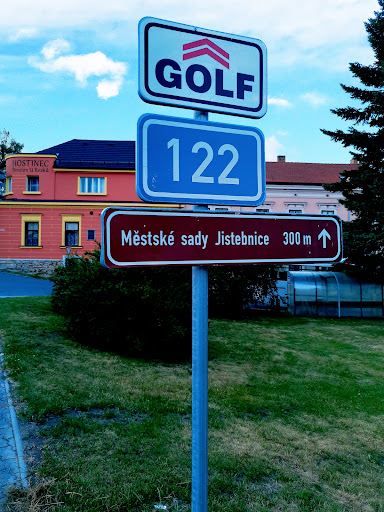 GOLF
122
Městské sady Jistebnice 300 m ↑
HOSTINEC